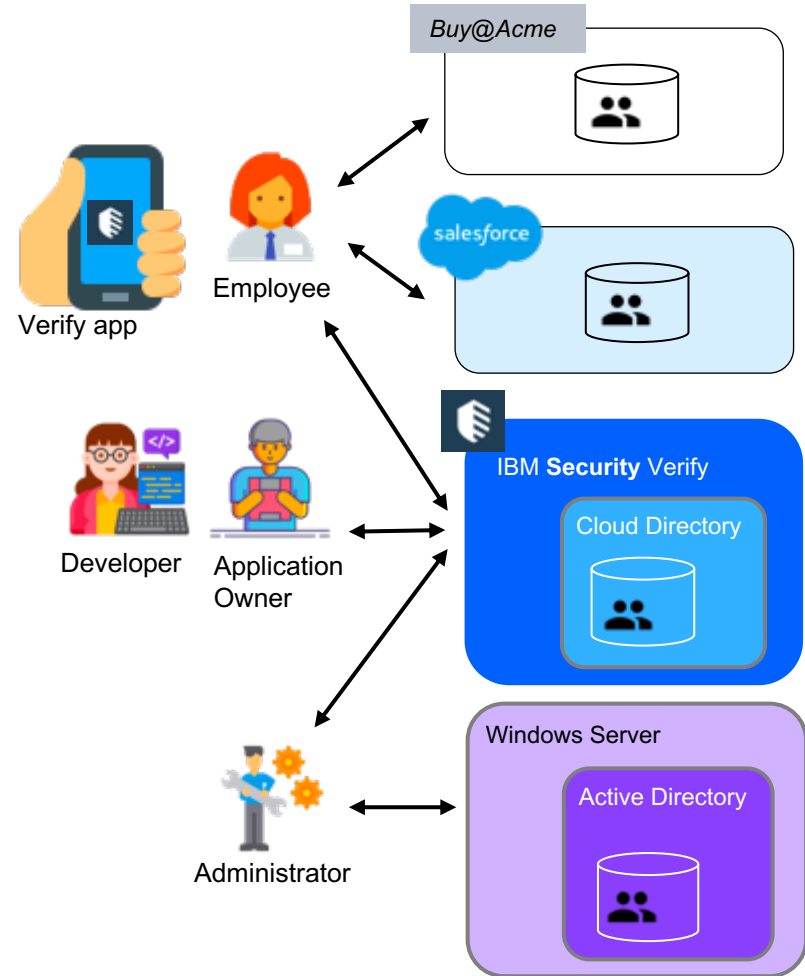 Buy@Acme
salesforce
Employee
Verify app
IBM Security Verify
Cloud Directory
</>
Developer
Application
Owner
Windows Server
Active Directory
Administrator